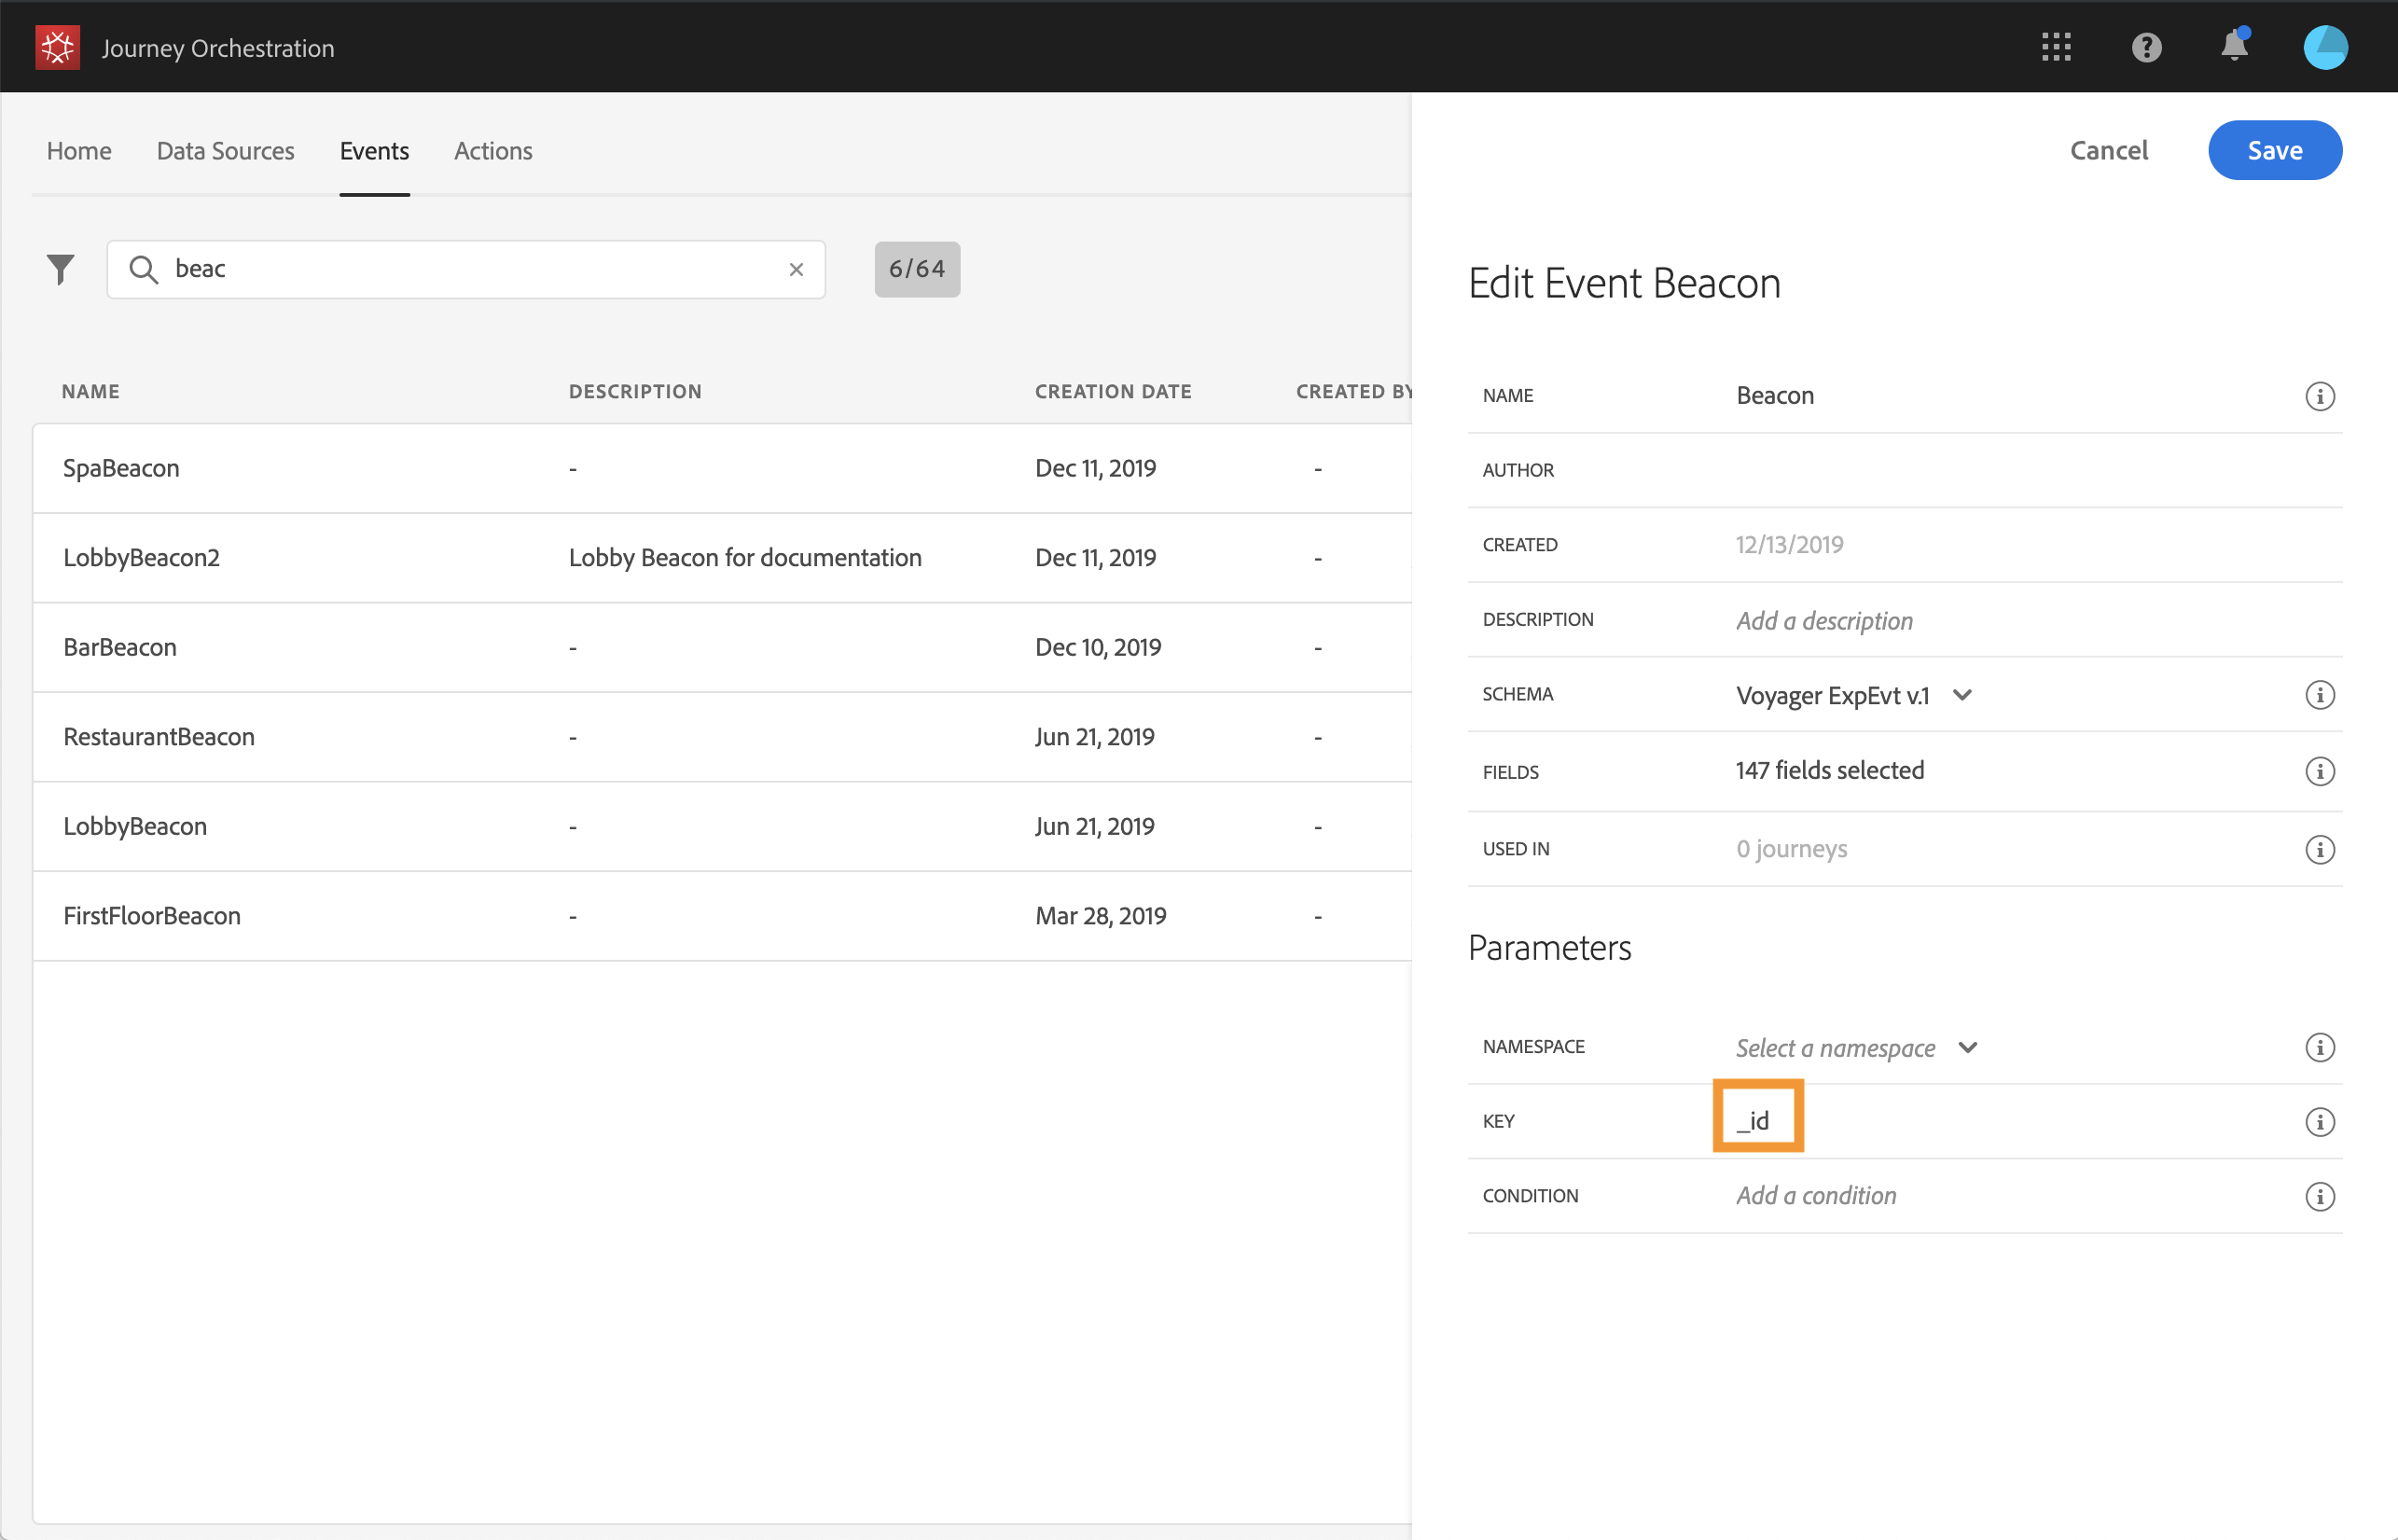 Journey Orchestration
Home Data Sources Events Actions
beac 6/64
NAME DESCRIPTION CREATION DATE CREATED BY
SpaBeacon - Dec 11, 2019 -
LobbyBeacon2 Lobby Beacon for documentation Dec 11, 2019 -
BarBeacon - Dec 10, 2019 -
RestaurantBeacon - Jun 21, 2019 -
LobbyBeacon - Jun 21, 2019 -
FirstFloorBeacon - Mar 28, 2019 -
Cancel Save
Edit Event Beacon
NAME Beacon
AUTHOR
CREATED 12/13/2019
DESCRIPTION Add a description
SCHEMA Voyager ExpEvt v.1
FIELDS 147 fields selected
USED IN 0 journeys
Parameters
NAMESPACE Select a namespace
KEY _id
CONDITION Add a condition